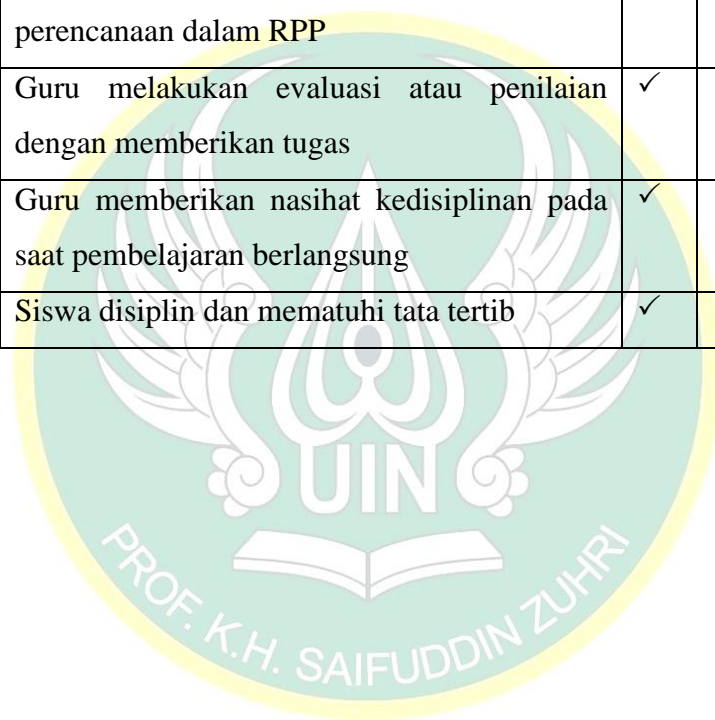 perencanaan dalam RPP
Guru melakukan evaluasi atau penilaian ✓
dengan memberikan tugas
Guru memberikan nasihat kedisiplinan pada ✓
saat pembelajaran berlangsung
Siswa disiplin dan mematuhi tata tertib ✓
UIN
PROF. K.H. SAIFUDDIN ZUHRI